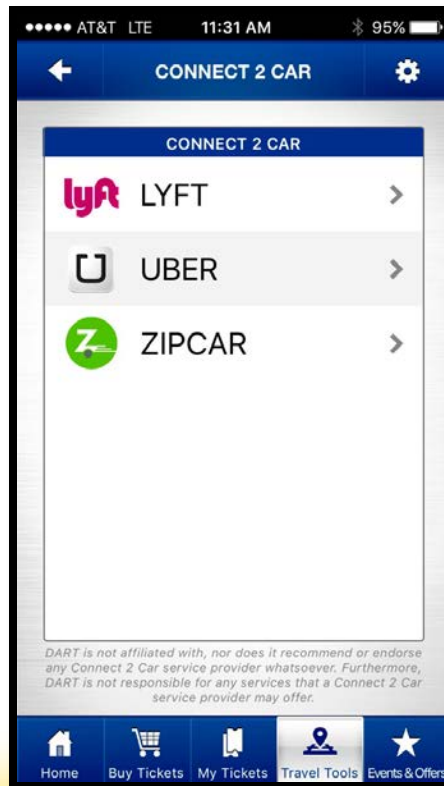 AT&T LTE 11:31 AM 95%
CONNECT 2 CAR
CONNECT 2 CAR
lyft LYFT
UBER
Z ZIPCAR
DART is not affiliated with, nor does it recommend or endorse
any Connect 2 Car service provider whatsoever. Furthermore,
DART is not responsible for any services that a Connect 2 Car
service provider may offer.
Home Buy Tickets My Tickets Travel Tools Events & Offers